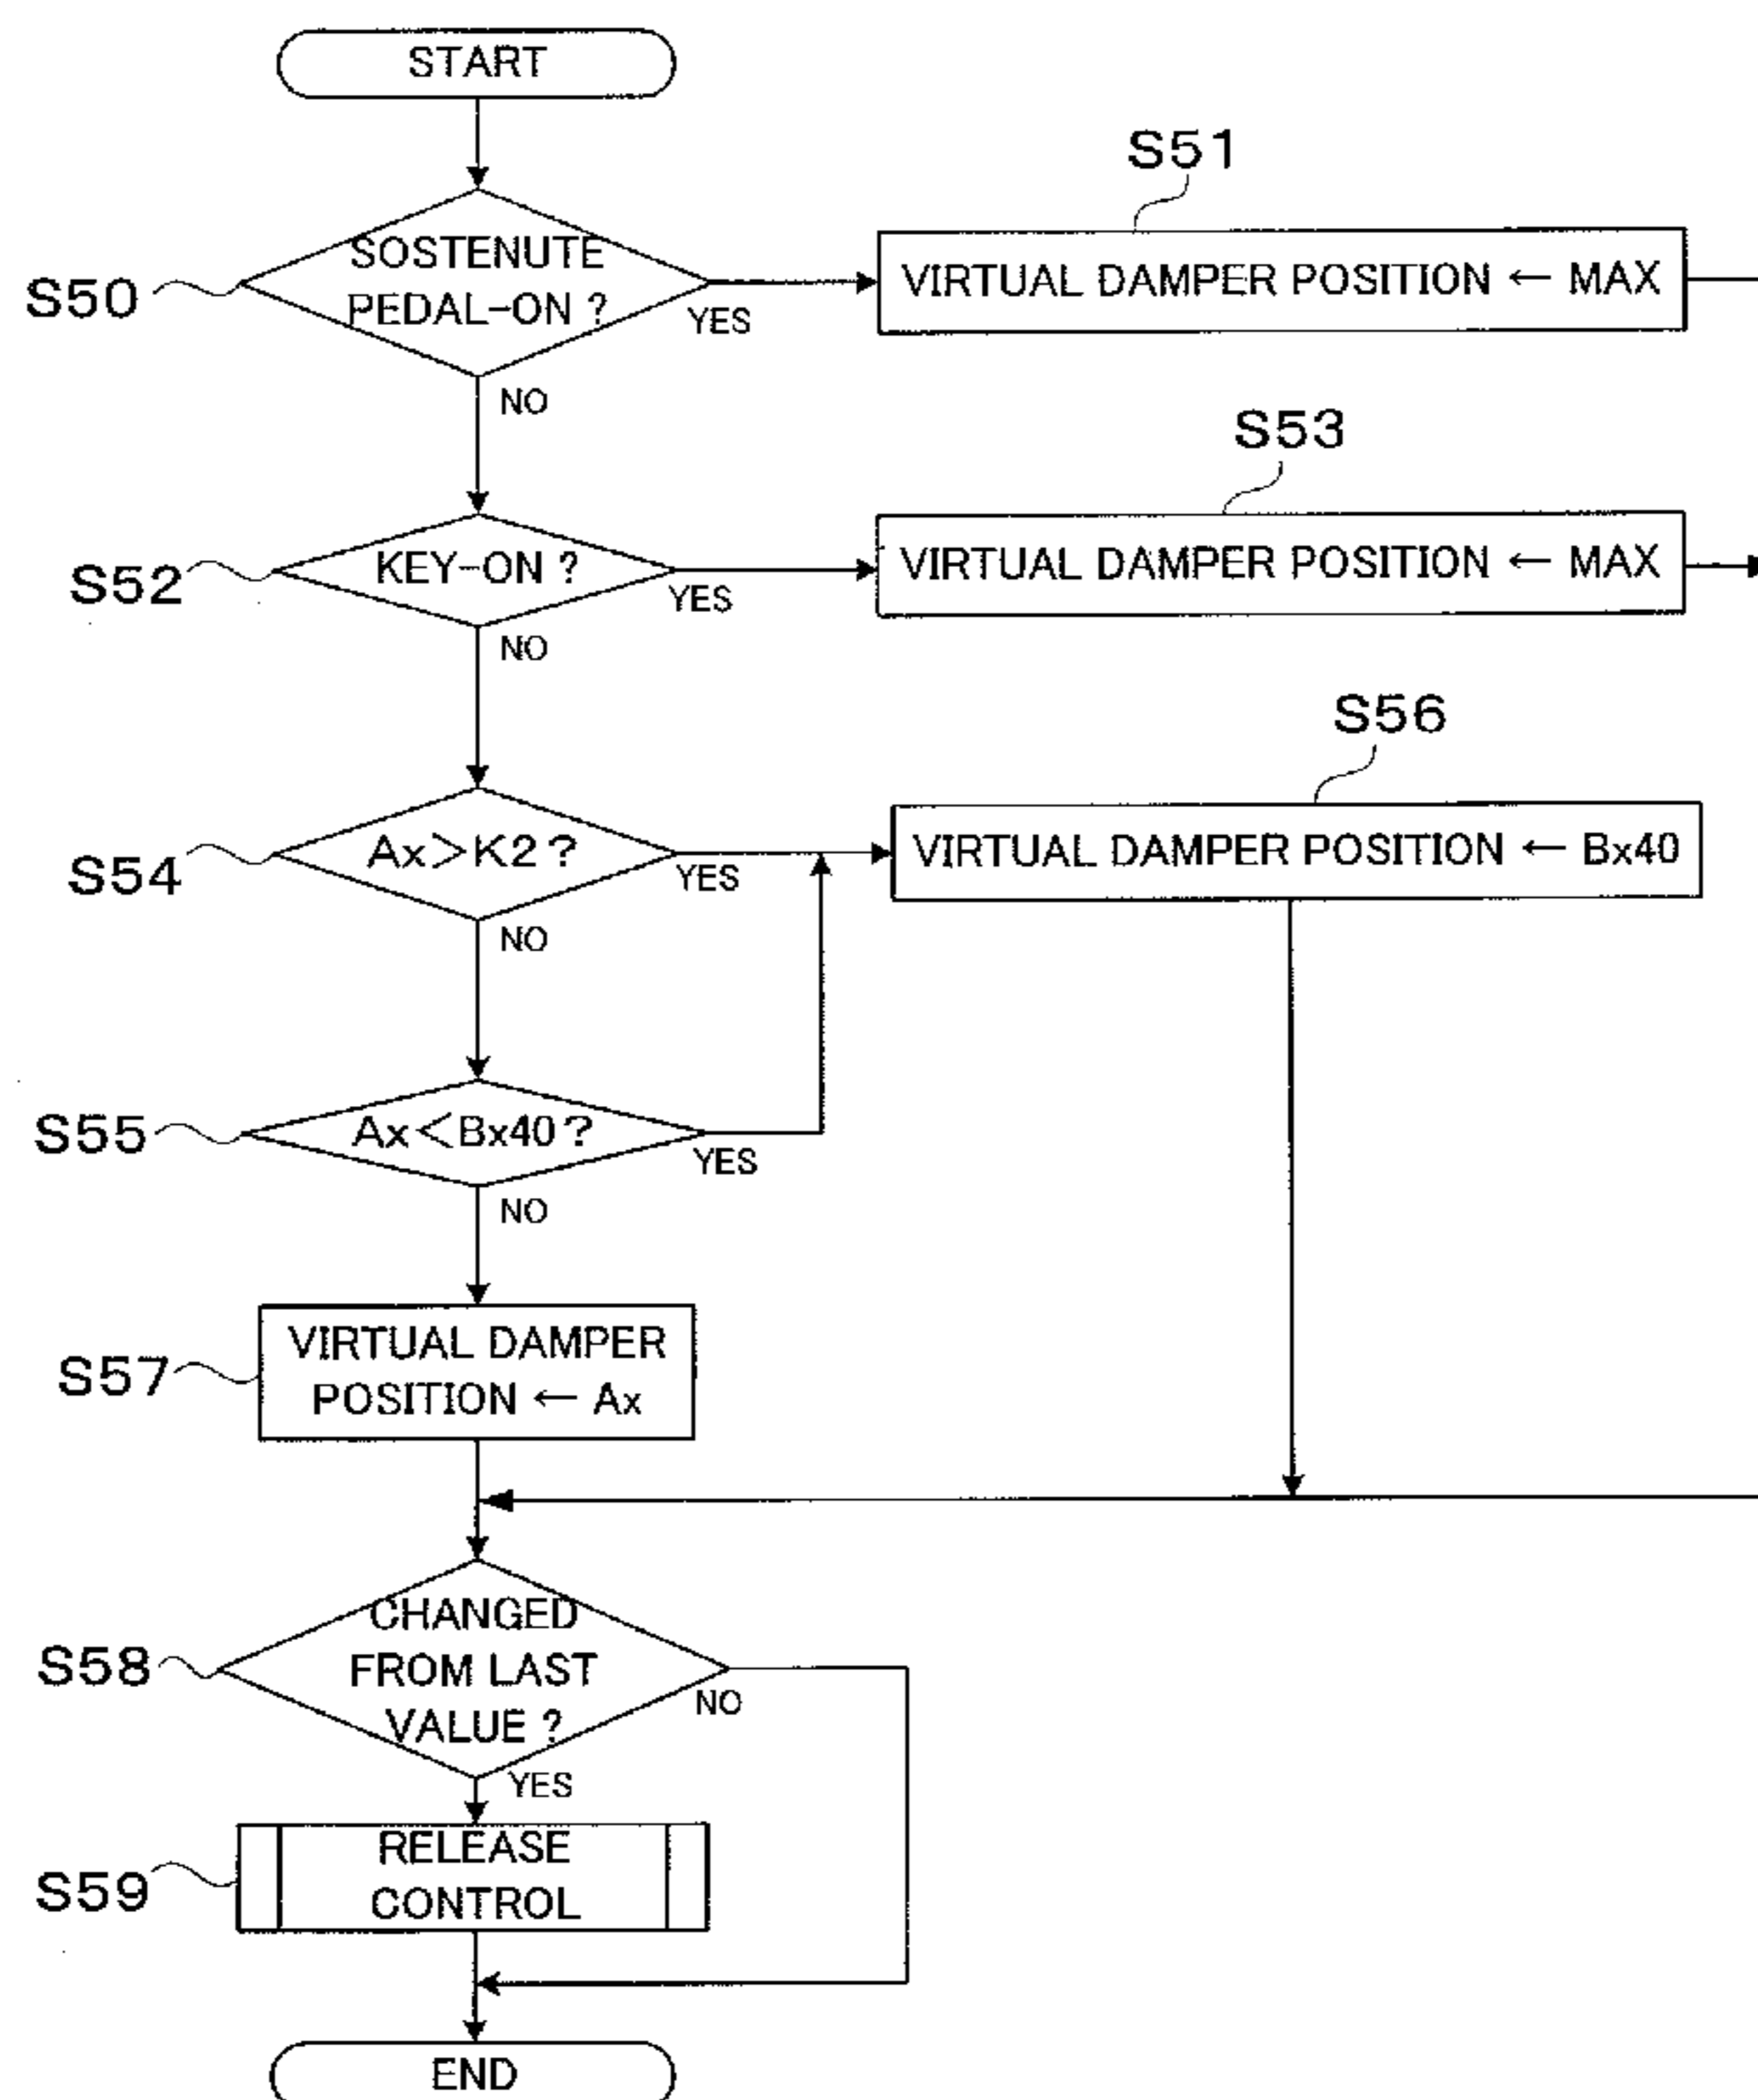 START
S50
SOSTENUTE
PEDAL-ON ?
YES
NO
S51
VIRTUAL DAMPER POSITION ← MAX
S52
KEY-ON ?
YES
NO
S53
VIRTUAL DAMPER POSITION ← MAX
S54
Ax>K2 ?
YES
NO
S56
VIRTUAL DAMPER POSITION ← Bx40
S55
Ax<Bx40 ?
YES
NO
S57
VIRTUAL DAMPER
POSITION ← Ax
S58
CHANGED
FROM LAST
VALUE ?
NO
YES
S59
RELEASE
CONTROL
END